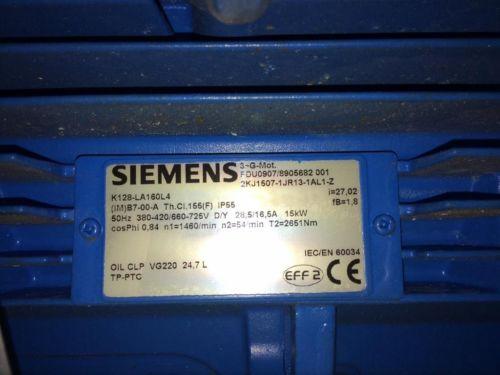 SIEMENS
3~G-Mot.
FDU0907/8905682 001
2KJ1507-1JR13-1AL1-Z
K128-LA160L4 i=27,02
(IM)B7-00-A Th.Cl.155(F) IP55 fB=1,8
50Hz 380-420/660-725V D/Y 28,5/16,5A 15kW
cosPhi 0,84 n1=1460/min n2=54/min T2=2651Nm
IEC/EN 60034
OIL CLP VG220 24,7 L
TP-PTC
EFF 2 CE